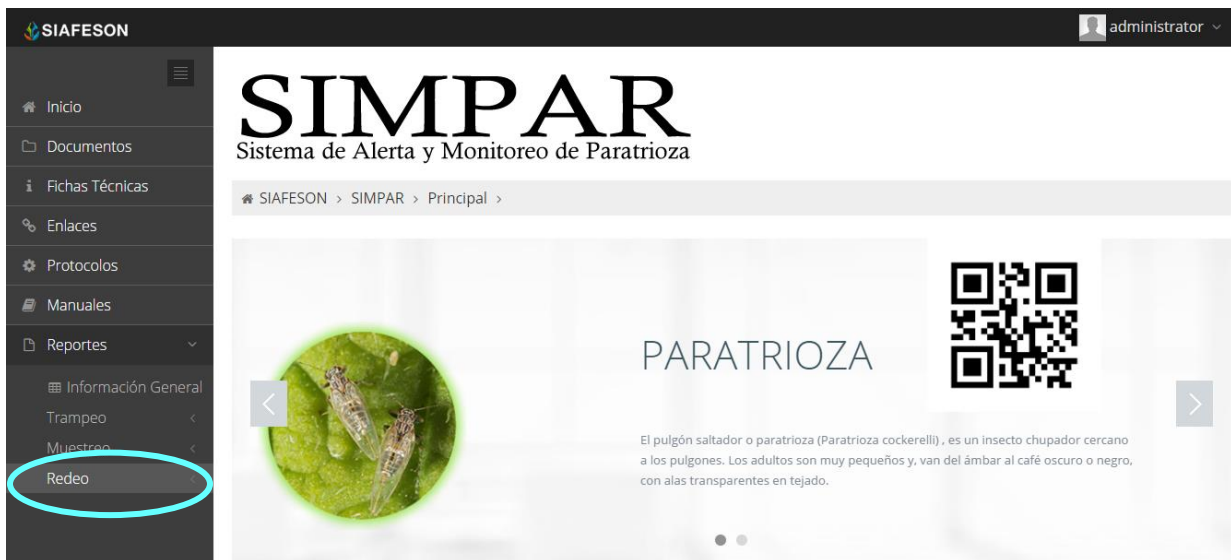 SIAFESON
administrator
Inicio
Documentos
Fichas Técnicas
Enlaces
Protocolos
Manuales
Reportes
Información General
Trampeo
Muestreo
Redeo
SIMPAR
Sistema de Alerta y Monitoreo de Paratrioza
SIAFESON > SIMPAR > Principal >
PARATRIOZA
El pulgón saltador o paratrioza (Paratrioza cockerelli) , es un insecto chupador cercano
a los pulgones. Los adultos son muy pequeños y, van del ámbar al café oscuro o negro,
con alas transparentes en tejado.